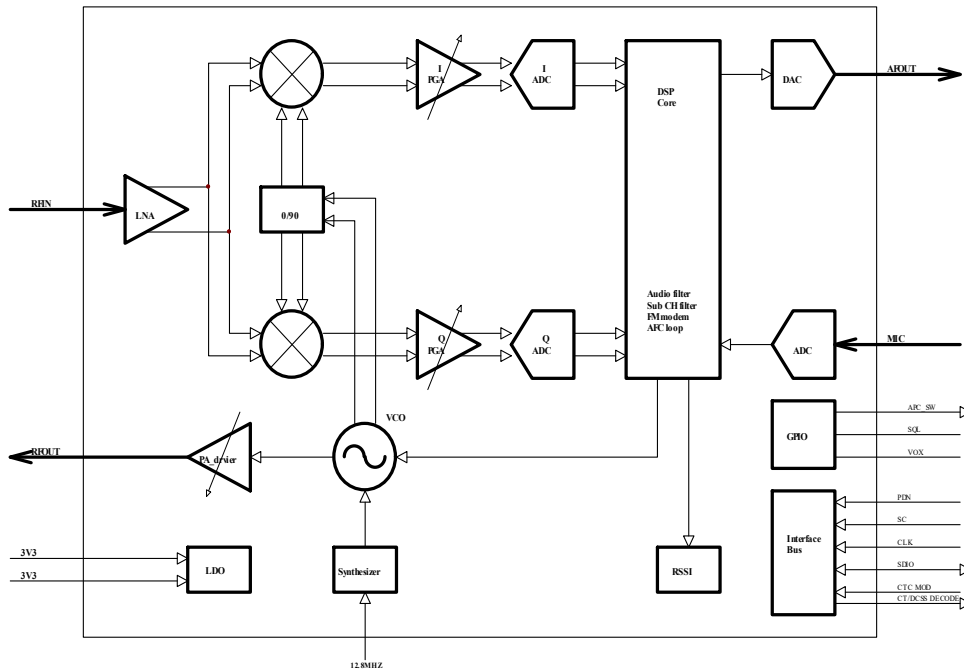 I
PGA
I
ADC
DSP
Core
DAC
AFOUT
RFIN
LNA
0/90
Audio filter
Sub CH filter
FM modem
AFC loop
Q
PGA
Q
ADC
ADC
MIC
VCO
RFOUT
PA_drvier
GPIO
APC_SW
SQL
VOX
3V3
3V3
LDO
Synthesizer
RSSI
Interface
Bus
PDN
SC
CLK
SDIO
CTC MOD
CT/DCSS DECODE
12.8MHZ